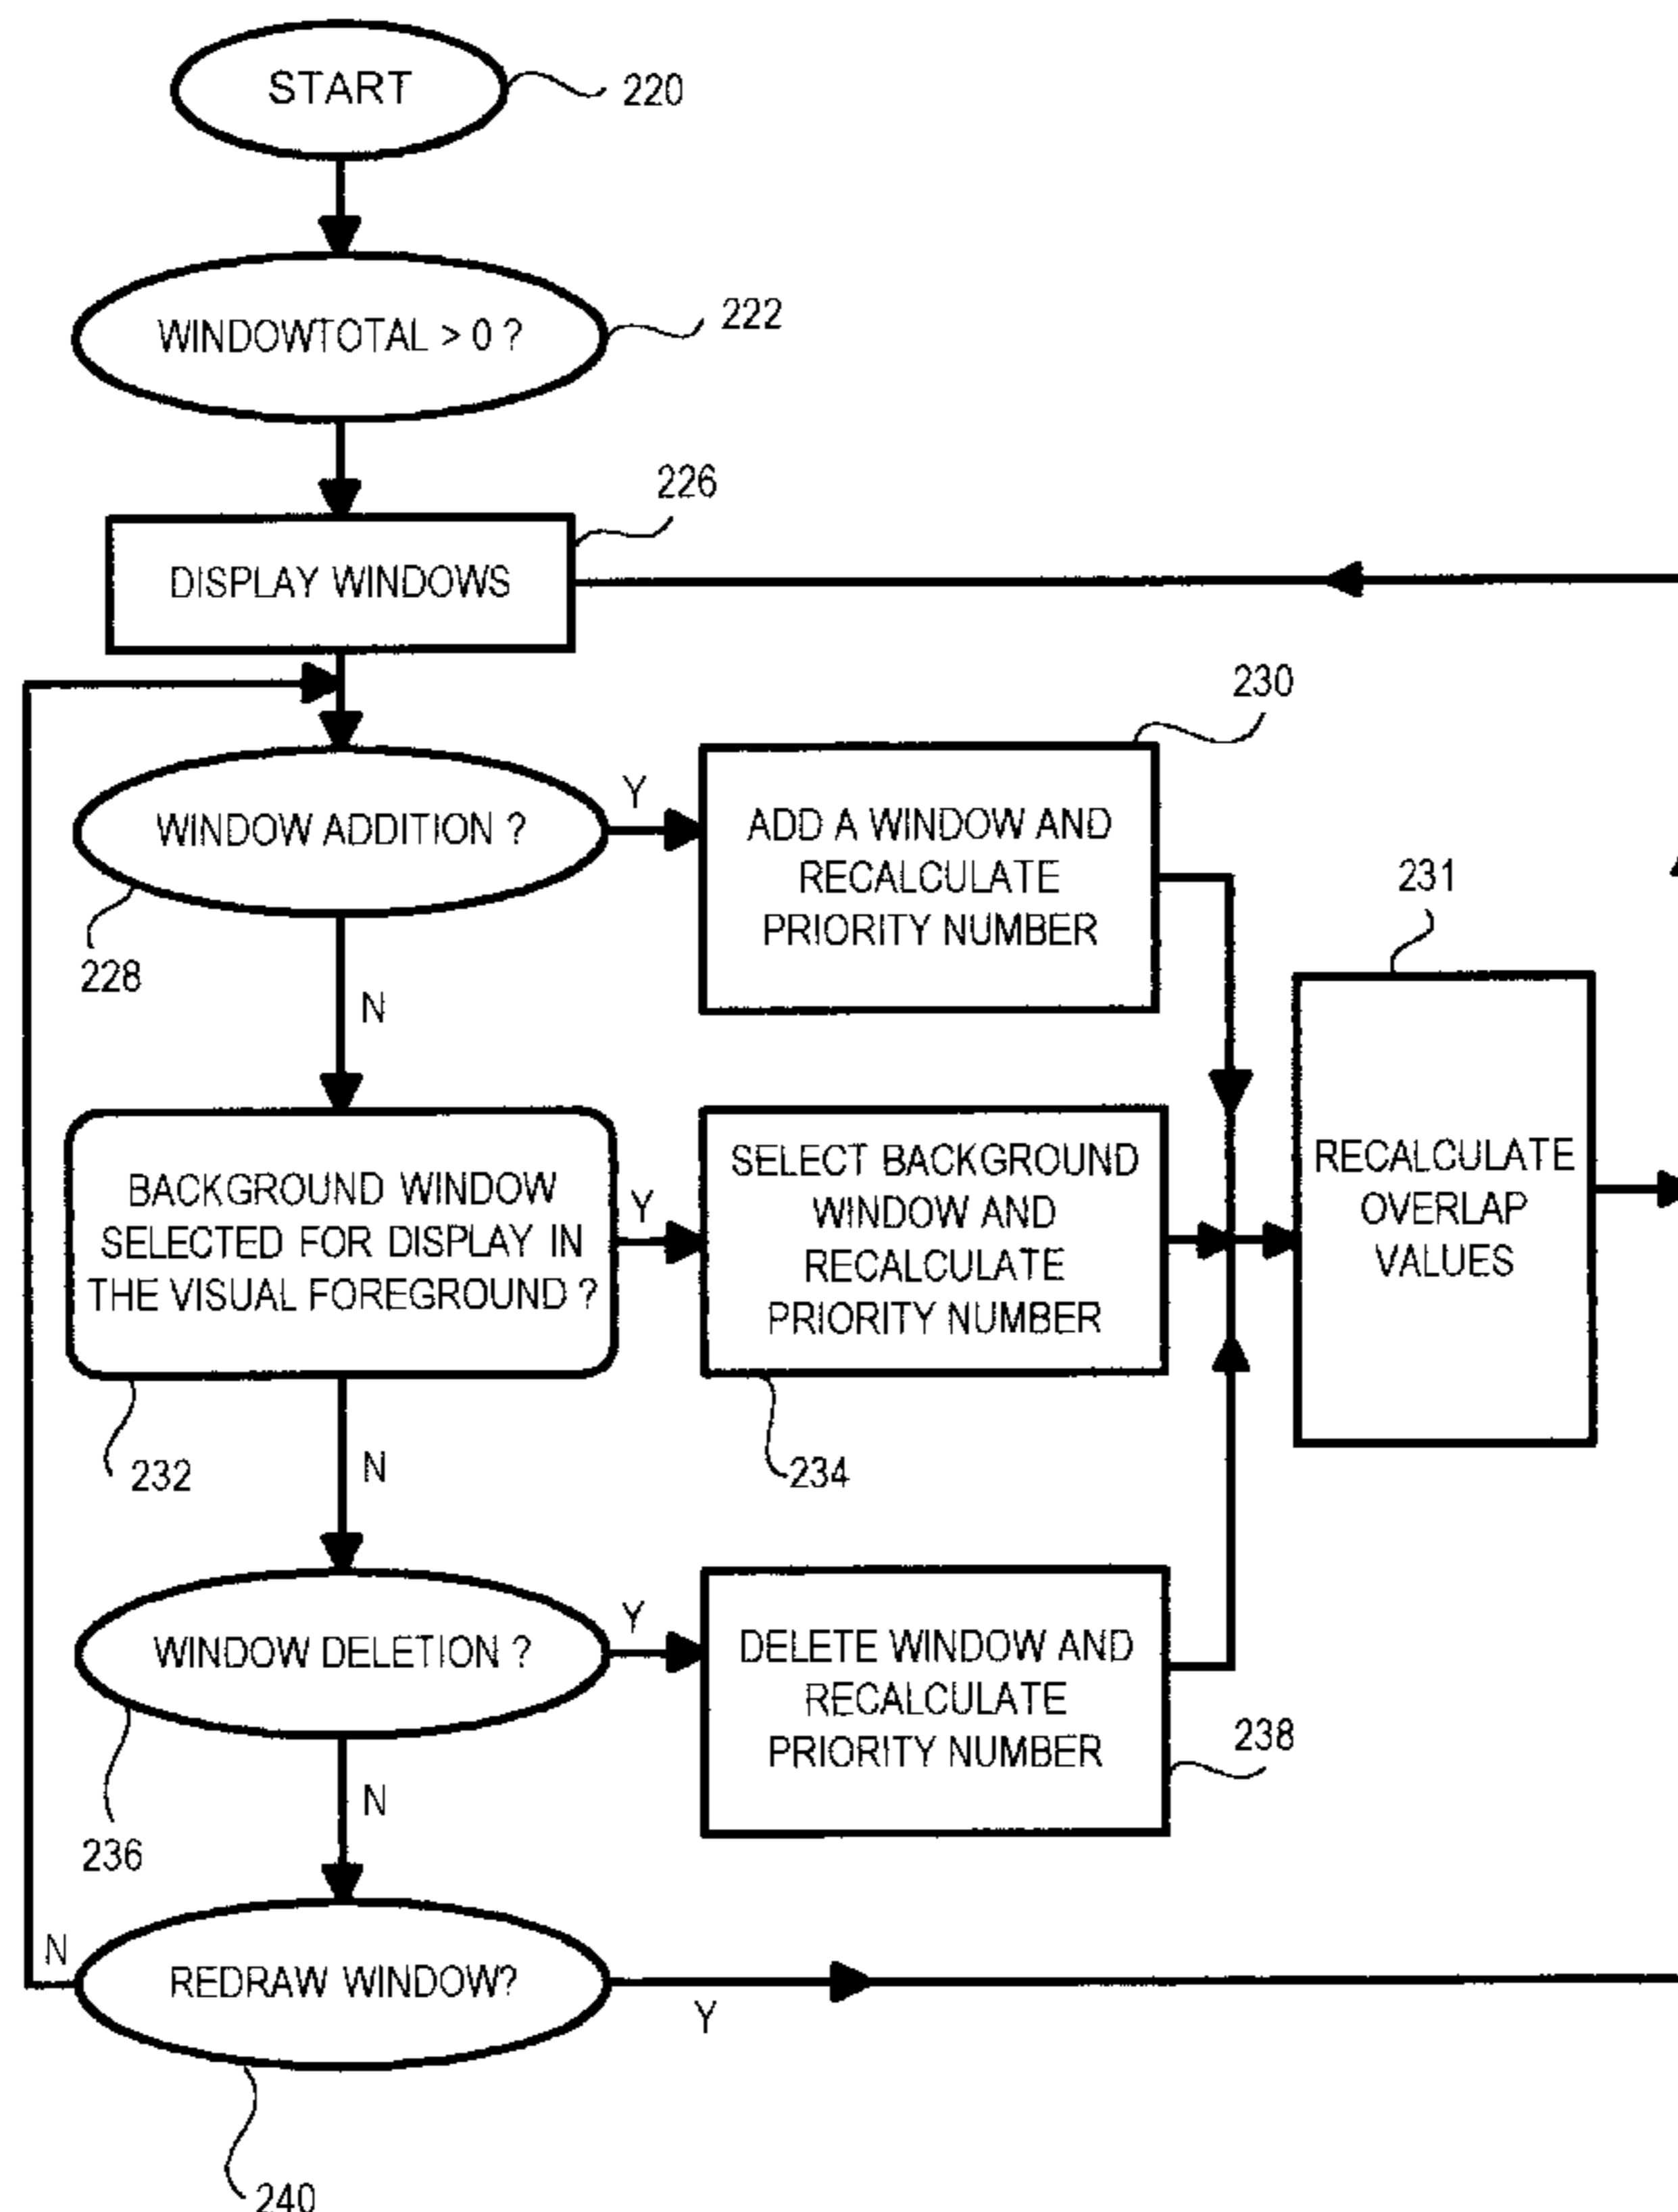 START
220
WINDOWTOTAL > 0 ?
222
226
DISPLAY WINDOWS
230
WINDOW ADDITION ?
Y
ADD A WINDOW AND
RECALCULATE
PRIORITY NUMBER
228
231
N
BACKGROUND WINDOW
SELECTED FOR DISPLAY IN
THE VISUAL FOREGROUND ?
Y
SELECT BACKGROUND
WINDOW AND
RECALCULATE
PRIORITY NUMBER
RECALCULATE
OVERLAP
VALUES
232
234
N
WINDOW DELETION ?
Y
DELETE WINDOW AND
RECALCULATE
PRIORITY NUMBER
238
236
N
N
REDRAW WINDOW?
Y
240